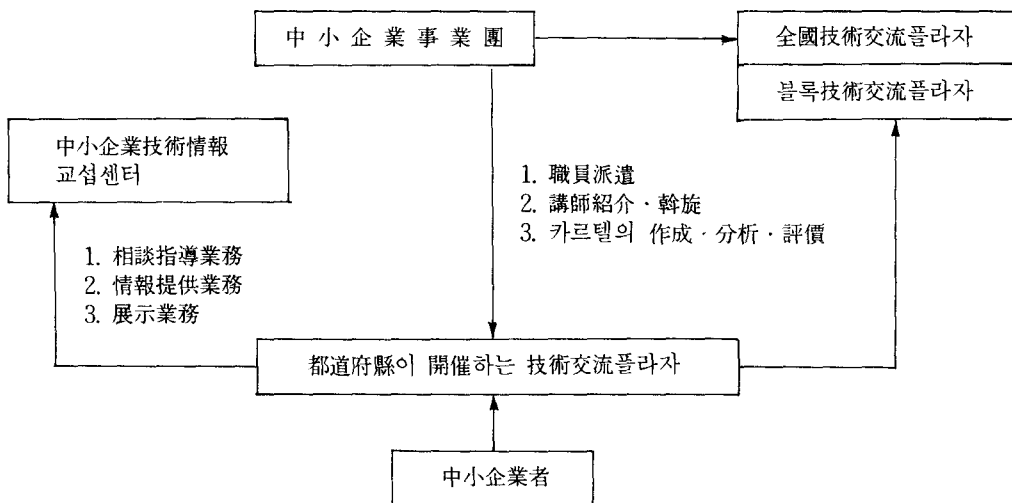 中小企業事業團
全國技術交流플라자
블록技術交流플라자
中小企業技術情報
교섭센터
1. 職員派遣
2. 講師紹介·斡旋
3. 카르텔의 作成·分析·評價
1. 相談指導業務
2. 情報提供業務
3. 展示業務
都道府縣이 開催하는 技術交流플라자
中小企業者